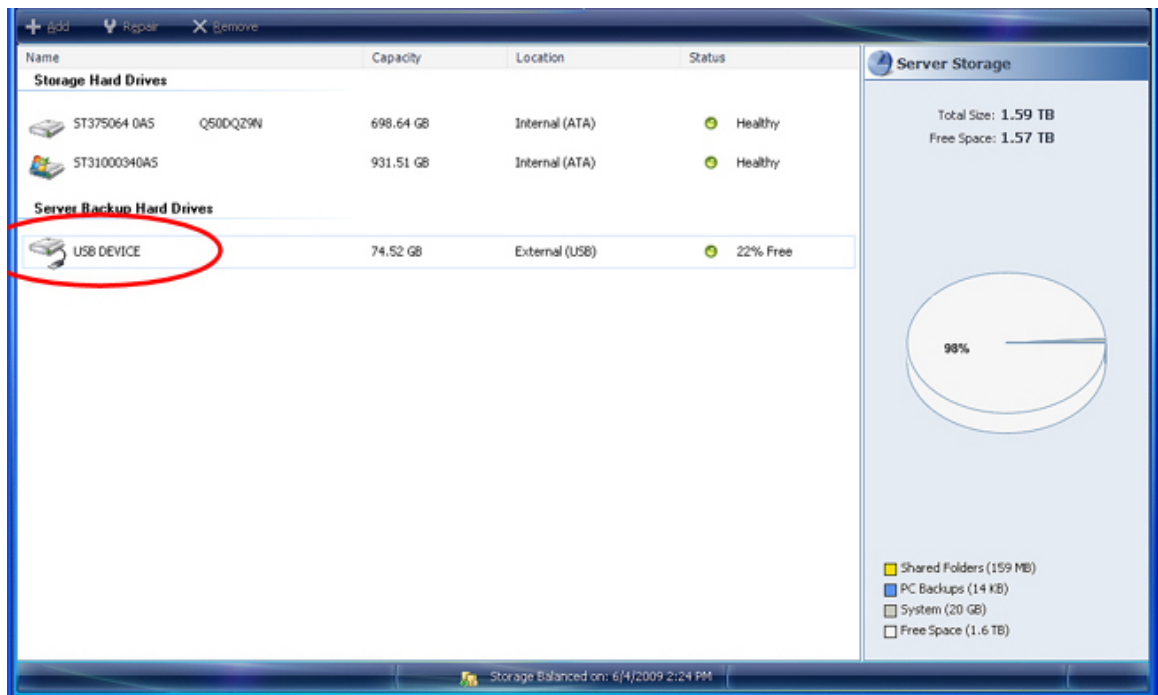 Add Repair Remove
Name Capacity Location Status
Storage Hard Drives
ST375064 0AS Q50DQZ9N 698.64 GB Internal (ATA) Healthy
ST31000340AS 931.51 GB Internal (ATA) Healthy
Server Backup Hard Drives
USB DEVICE 74.52 GB External (USB) 22% Free
Server Storage
Total Size: 1.59 TB
Free Space: 1.57 TB
98%
Shared Folders (159 MB)
PC Backups (14 KB)
System (20 GB)
Free Space (1.6 TB)
Storage Balanced on: 6/4/2009 2:24 PM